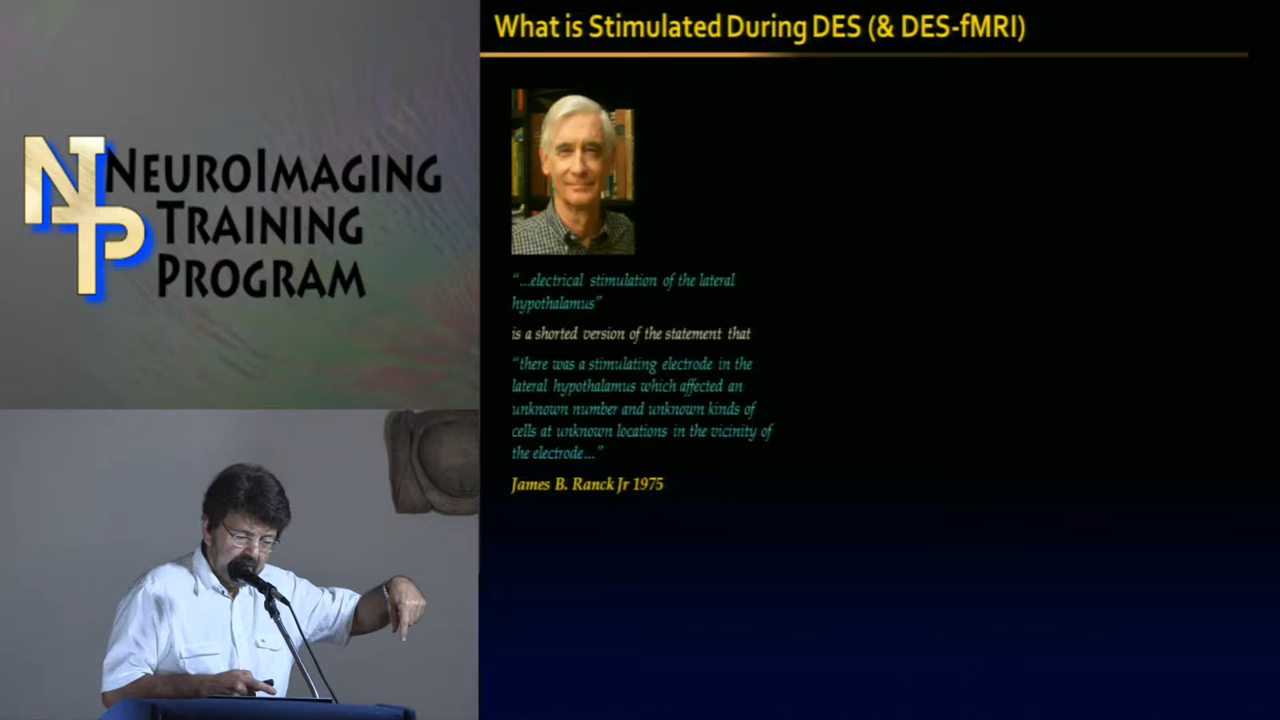 NEUROIMAGING
TRAINING
PROGRAM
NTP
What is Stimulated During DES (& DES-fMRI)
“...electrical stimulation of the lateral
hypothalamus”
is a shorted version of the statement that
“there was a stimulating electrode in the
lateral hypothalamus which affected an
unknown number and unknown kinds of
cells at unknown locations in the vicinity of
the electrode...”
James B. Ranck Jr 1975